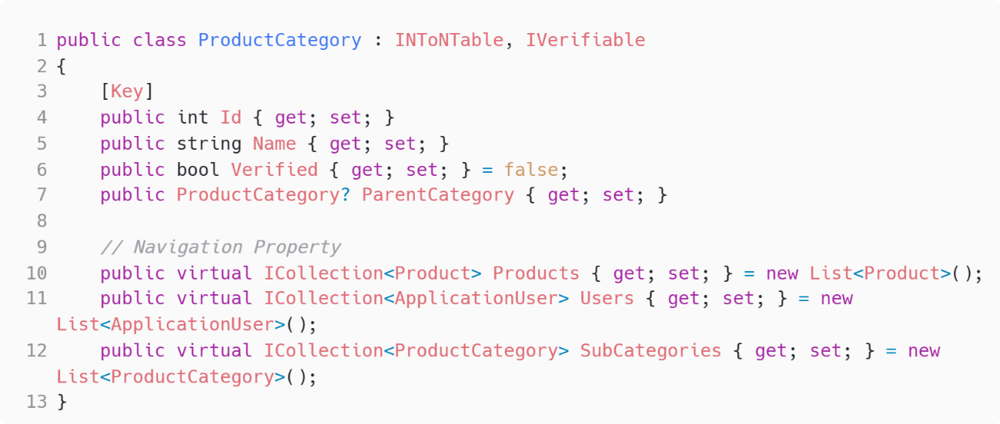 1 public class ProductCategory : INToNTable, IVerifiable
2 {
3     [Key]
4     public int Id { get; set; }
5     public string Name { get; set; }
6     public bool Verified { get; set; } = false;
7     public ProductCategory? ParentCategory { get; set; }
8
9     // Navigation Property
10     public virtual ICollection<Product> Products { get; set; } = new List<Product>();
11     public virtual ICollection<ApplicationUser> Users { get; set; } = new
List<ApplicationUser>();
12     public virtual ICollection<ProductCategory> SubCategories { get; set; } = new
List<ProductCategory>();
13 }